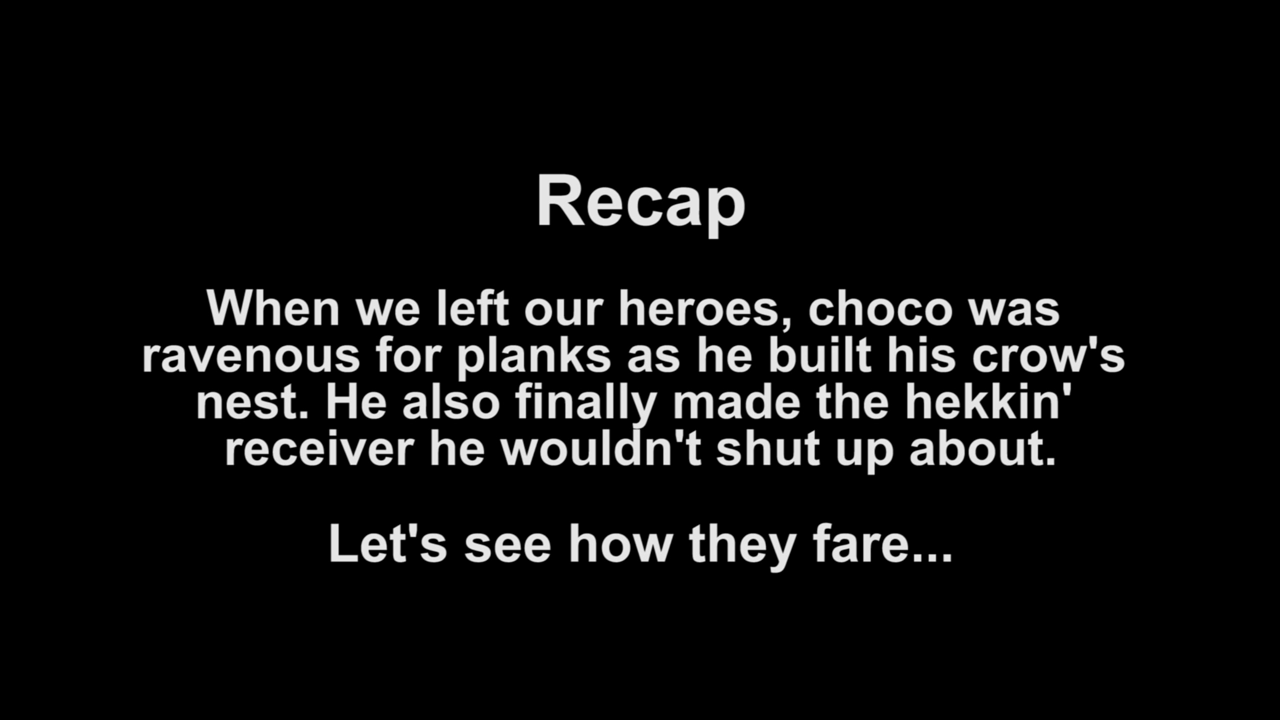 Recap
When we left our heroes, choco was
ravenous for planks as he built his crow's
nest. He also finally made the hekkin'
receiver he wouldn't shut up about.
Let's see how they fare...